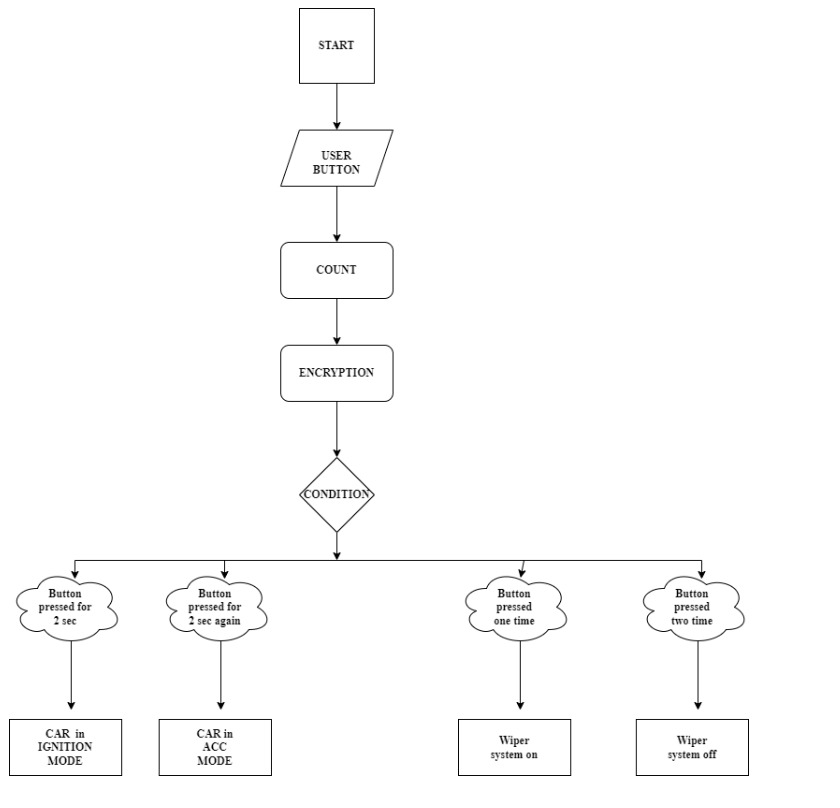 START
USER
BUTTON
COUNT
ENCRYPTION
CONDITION
Button
pressed for
2 sec
Button
pressed for
2 sec again
Button
pressed
one time
Button
pressed
two time
CAR in
IGNITION
MODE
CAR in
ACC
MODE
Wiper
system on
Wiper
system off